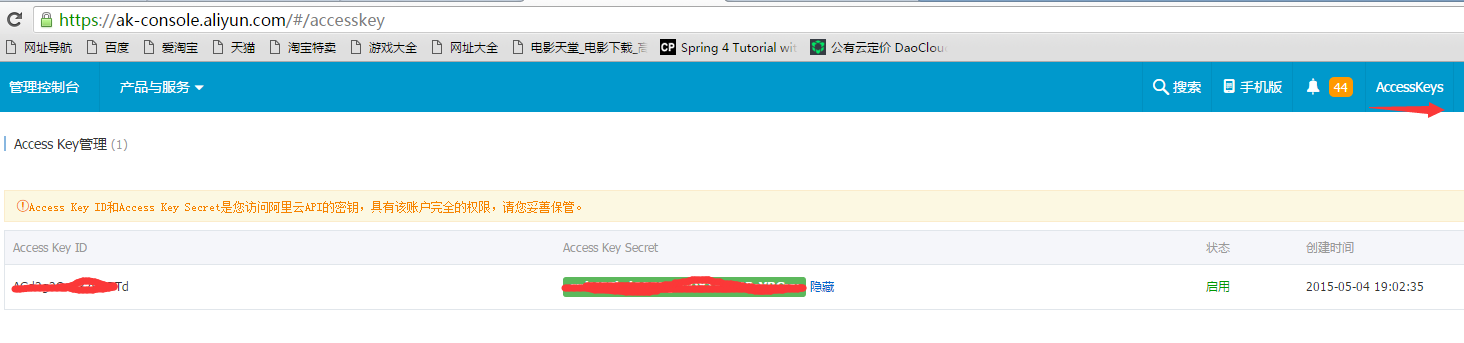 https://ak-console.aliyun.com/#/accesskey
网址导航 百度 爱淘宝 天猫 淘宝特卖 游戏大全 网址大全 电影天堂_电影下载_高 CP Spring 4 Tutorial wit 公有云定价 DaoCloud
管理控制台 产品与服务 搜索 手机版 44 AccessKeys
Access Key管理 (1)
Access Key ID和Access Key Secret是您访问阿里云API的密钥，具有该账户完全的权限，请您妥善保管。
Access Key ID Access Key Secret 状态 创建时间
Td 隐藏 启用 2015-05-04 19:02:35